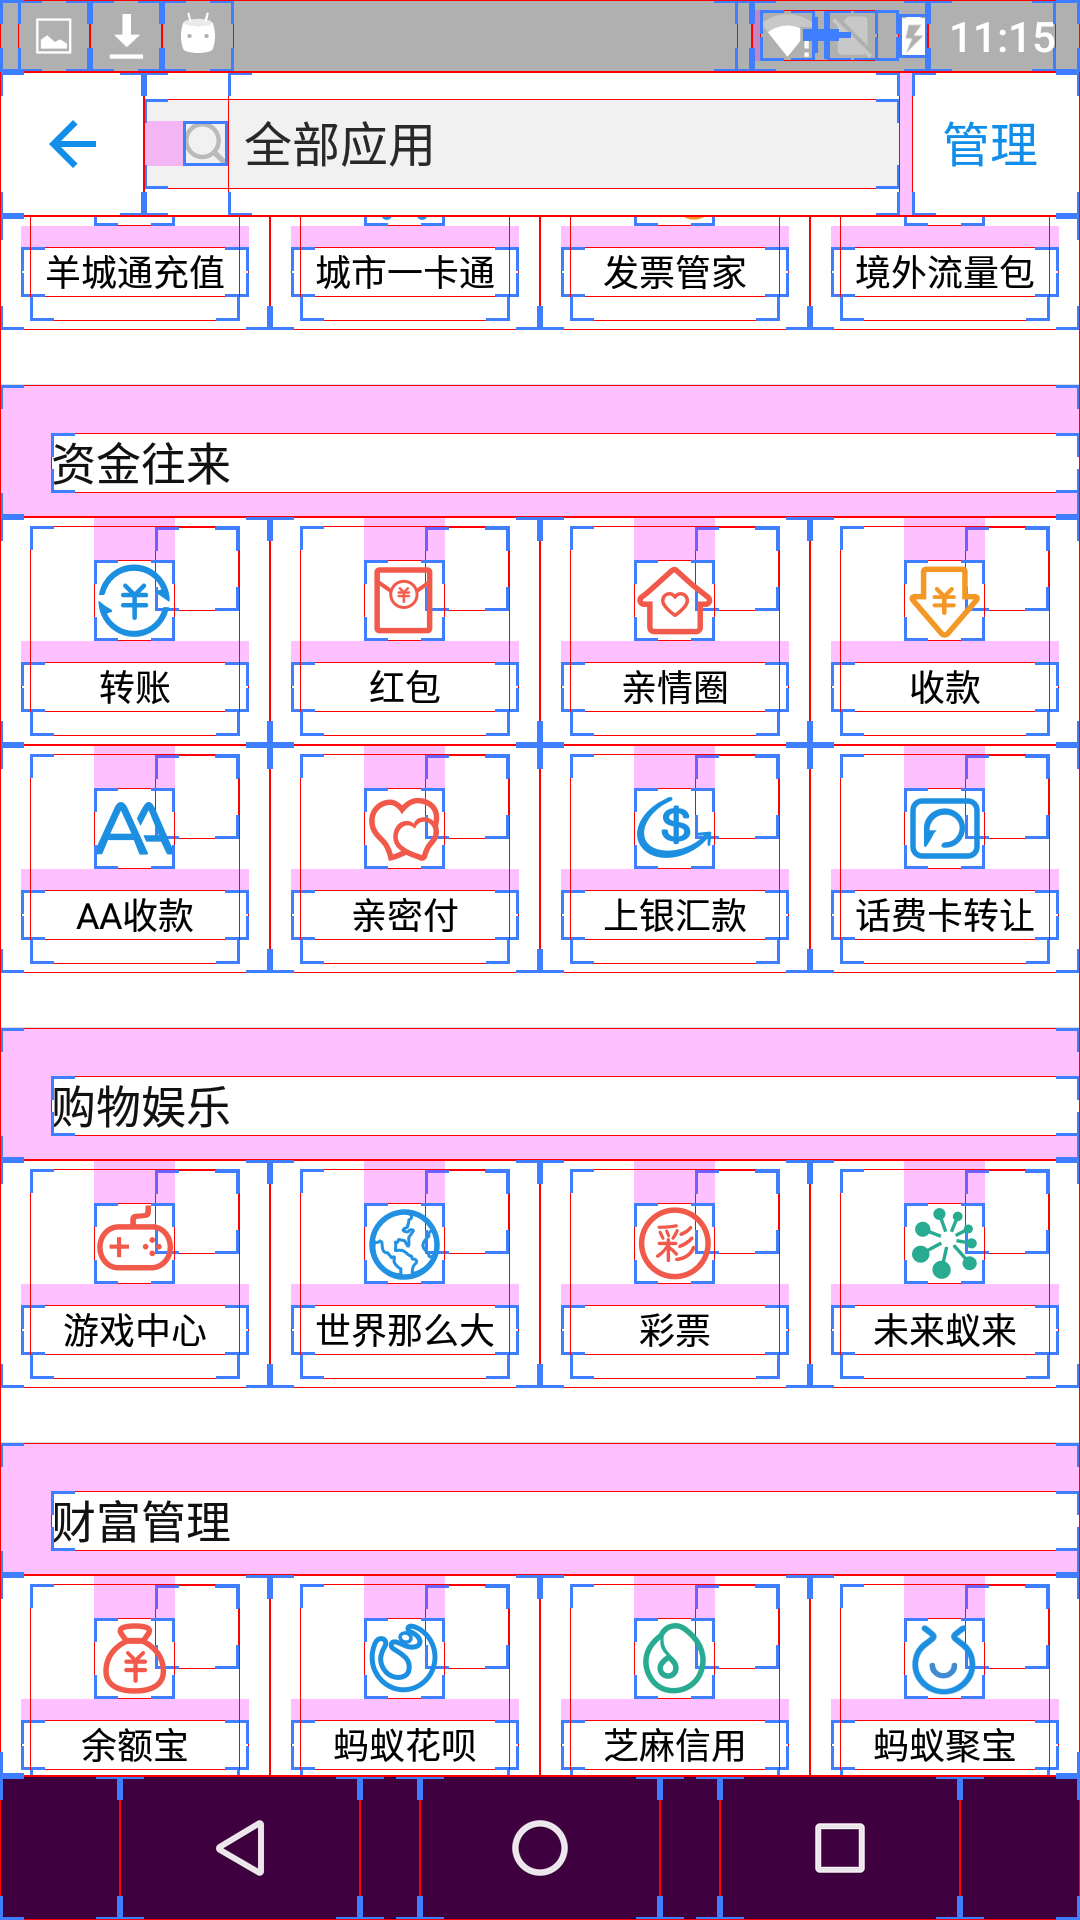 11:15
全部应用
管理
羊城通充值 城市一卡通 发票管家 境外流量包
资金往来
转账 红包 亲情圈 收款
AA收款 亲密付 上银汇款 话费卡转让
购物娱乐
彩
游戏中心 世界那么大 彩票 未来蚁来
财富管理
余额宝 蚂蚁花呗 芝麻信用 蚂蚁聚宝